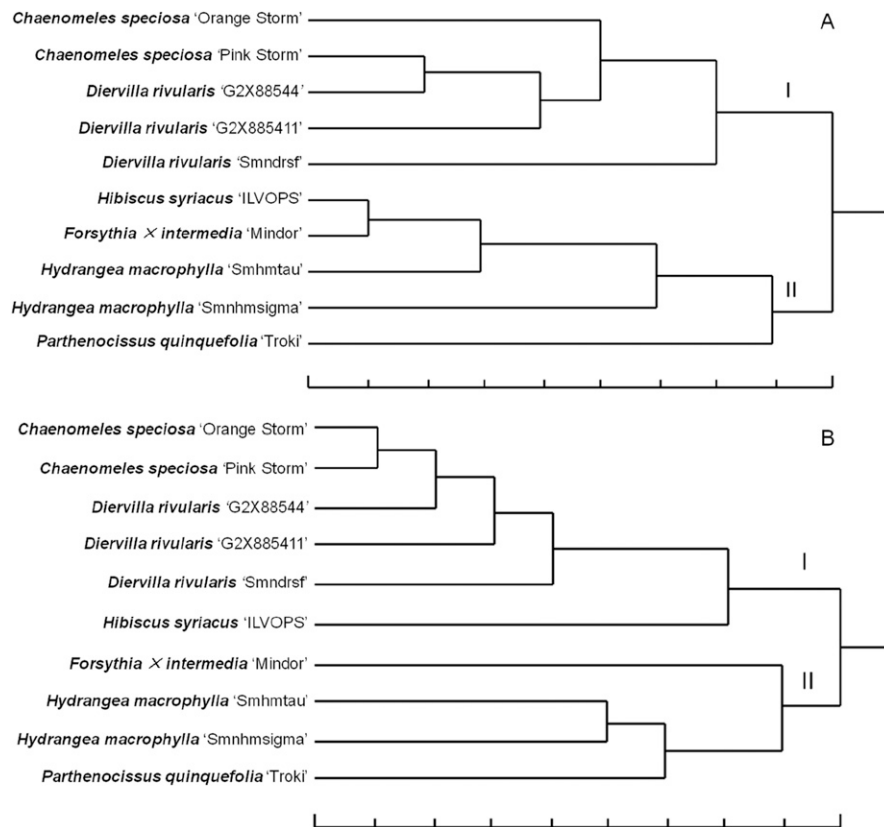 Chaenomeles speciosa ‘Orange Storm’
A
Chaenomeles speciosa ‘Pink Storm’
Diervilla rivularis ‘G2X88544’
I
Diervilla rivularis ‘G2X885411’
Diervilla rivularis ‘Smndrsf’
Hibiscus syriacus ‘ILVOPS’
Forsythia × intermedia ‘Mindor’
Hydrangea macrophylla ‘Smhmtau’
II
Hydrangea macrophylla ‘Smnhmsigma’
Parthenocissus quinquefolia ‘Troki’
Chaenomeles speciosa ‘Orange Storm’
B
Chaenomeles speciosa ‘Pink Storm’
Diervilla rivularis ‘G2X88544’
Diervilla rivularis ‘G2X885411’
I
Diervilla rivularis ‘Smndrsf’
Hibiscus syriacus ‘ILVOPS’
Forsythia × intermedia ‘Mindor’
II
Hydrangea macrophylla ‘Smhmtau’
Hydrangea macrophylla ‘Smnhmsigma’
Parthenocissus quinquefolia ‘Troki’